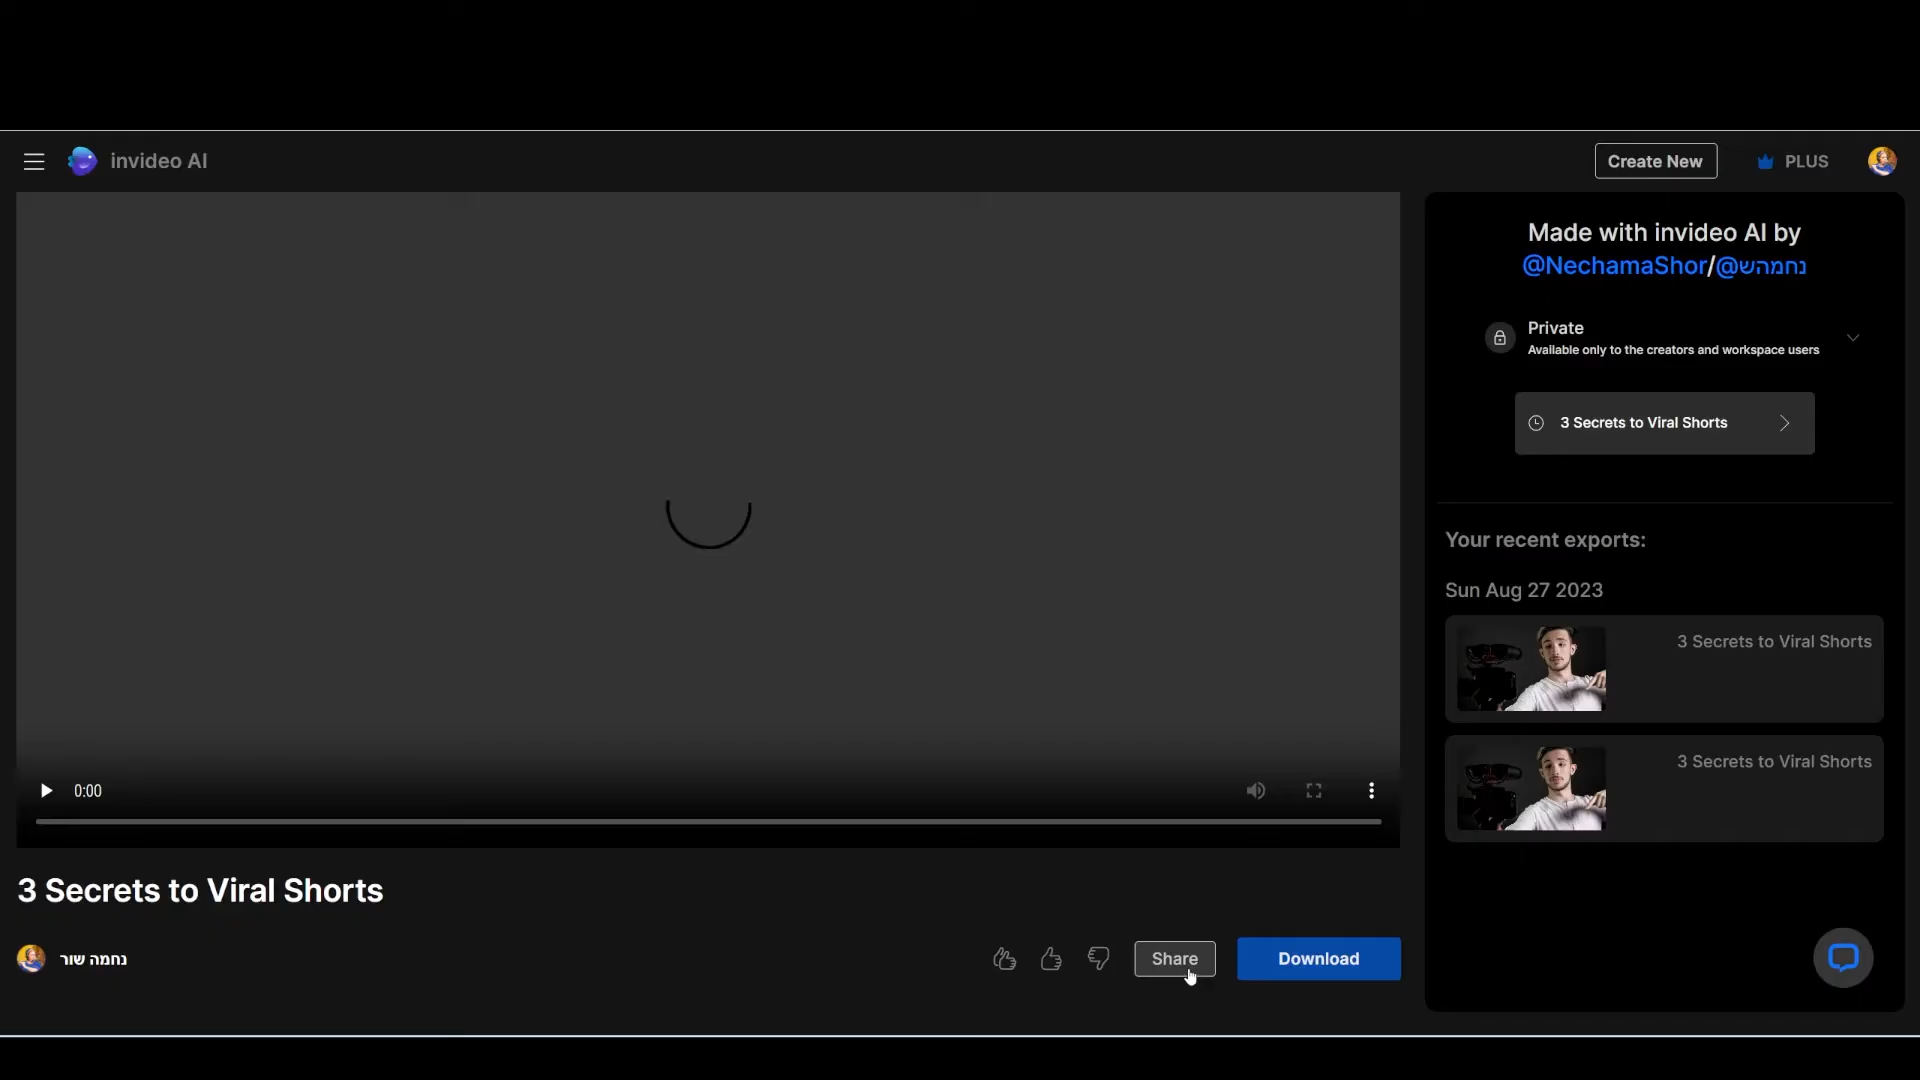 invideo AI
Create New
PLUS
Made with invideo AI by
@NechamaShor/@נחמהש
Private
Available only to the creators and workspace users
3 Secrets to Viral Shorts
Your recent exports:
Sun Aug 27 2023
3 Secrets to Viral Shorts
3 Secrets to Viral Shorts
0:00
3 Secrets to Viral Shorts
נחמה שור
Share
Download